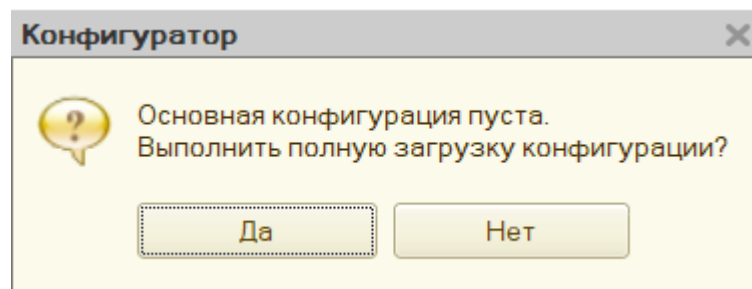 Конфигуратор
Основная конфигурация пуста.
Выполнить полную загрузку конфигурации?
Да
Нет